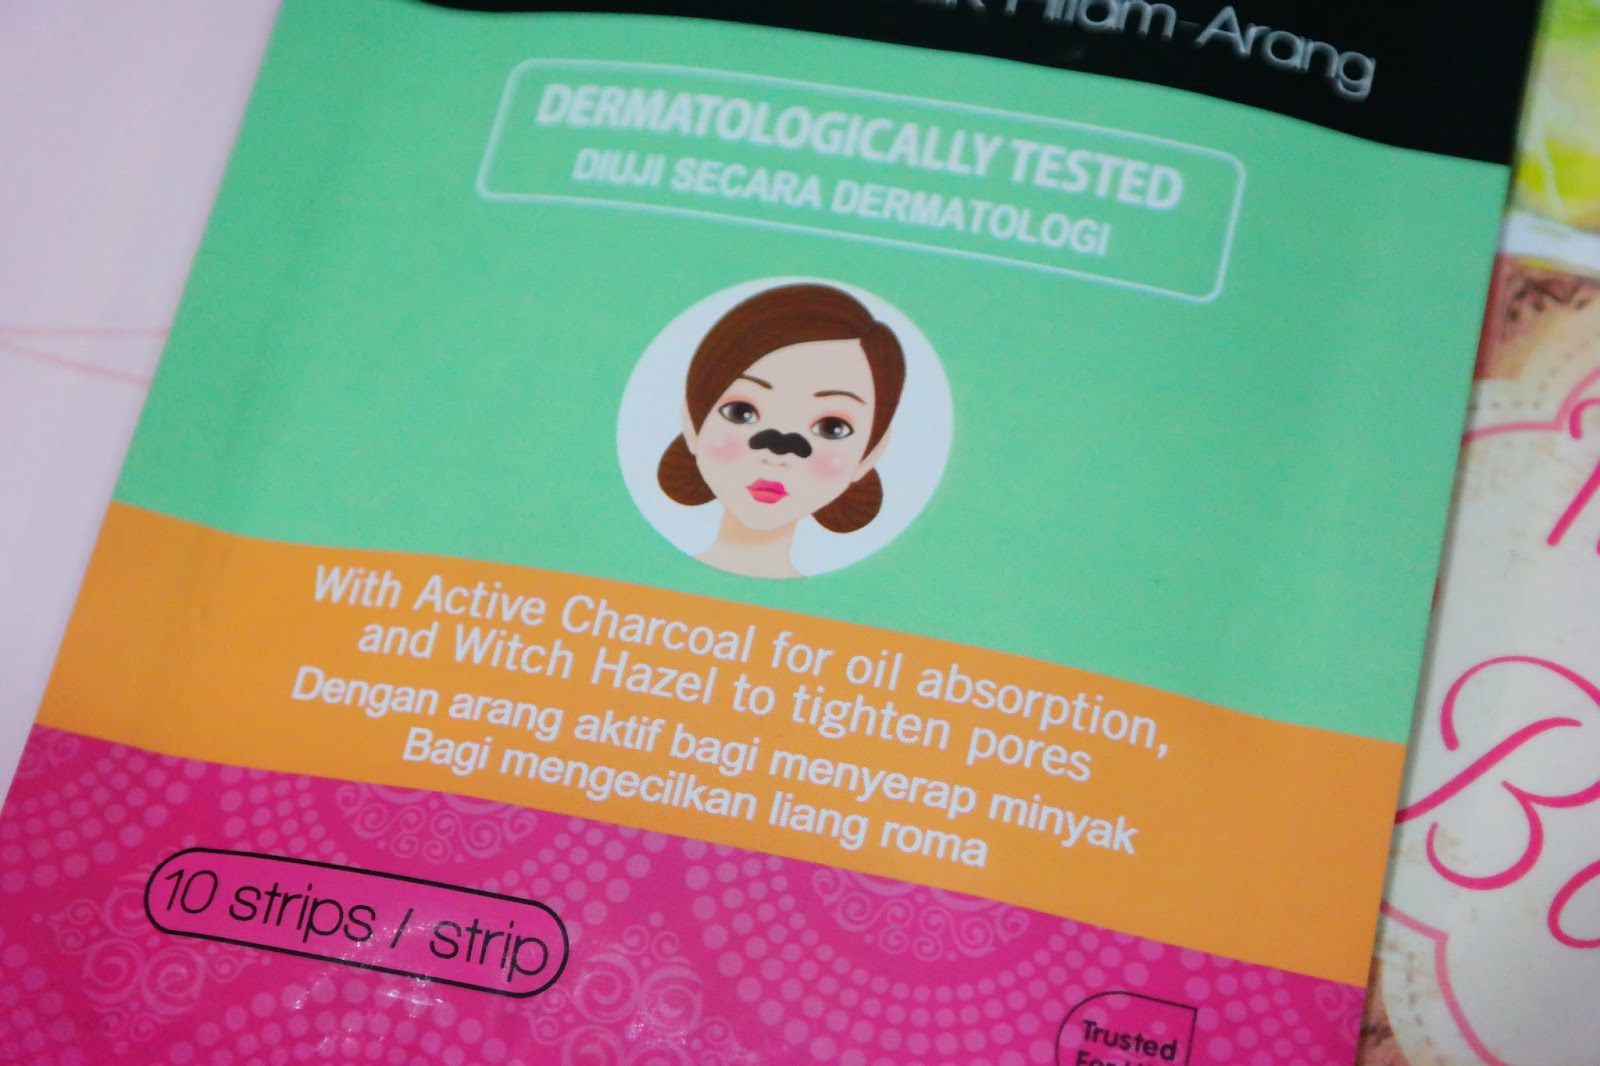 Hitam-Arang
DERMATOLOGICALLY TESTED
DIUJI SECARA DERMATOLOGI
With Active Charcoal for oil absorption,
and Witch Hazel to tighten pores
Dengan arang aktif bagi menyerap minyak
Bagi mengecilkan liang roma
10 strips / strip
Trusted